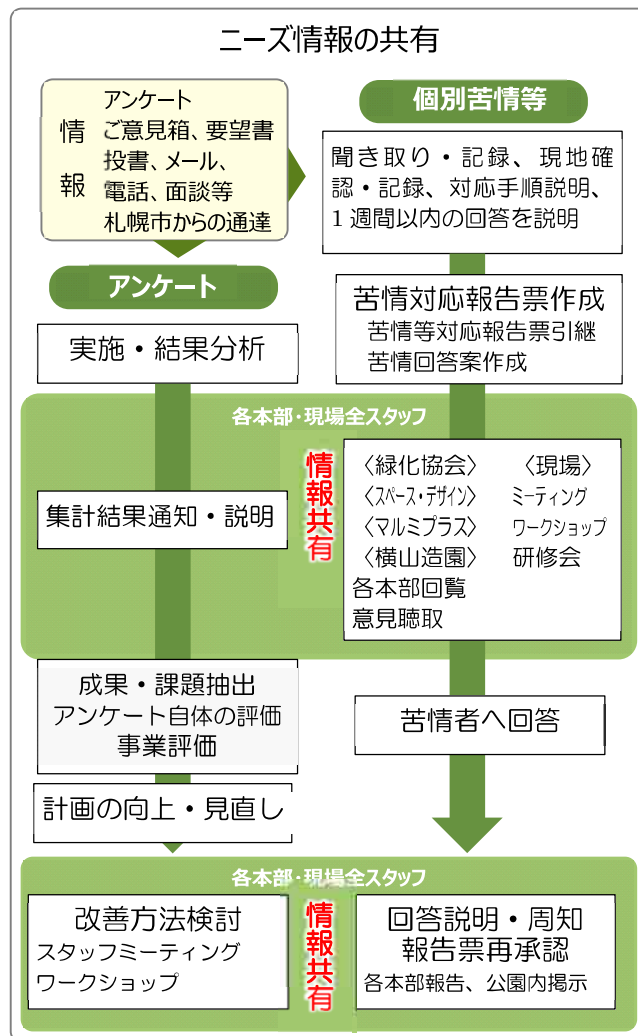 ニーズ情報の共有
情報
アンケート
ご意見箱、要望書
投書、メール、
電話、面談等
札幌市からの通達
個別苦情等
聞き取り・記録、現地確
認・記録、対応手順説明、
1週間以内の回答を説明
アンケート
実施・結果分析
苦情対応報告票作成
苦情等対応報告票引継
苦情回答案作成
各本部・現場全スタッフ
集計結果通知・説明
情報共有
〈緑化協会〉 〈現場〉
〈スペース・デザイン〉 ミーティング
〈マルミプラス〉 ワークショップ
〈横山造園〉 研修会
各本部回覧
意見聴取
成果・課題抽出
アンケート自体の評価
事業評価
計画の向上・見直し
苦情者へ回答
各本部・現場全スタッフ
改善方法検討
スタッフミーティング
ワークショップ
情報共有
回答説明・周知
報告票再承認
各本部報告、公園内掲示